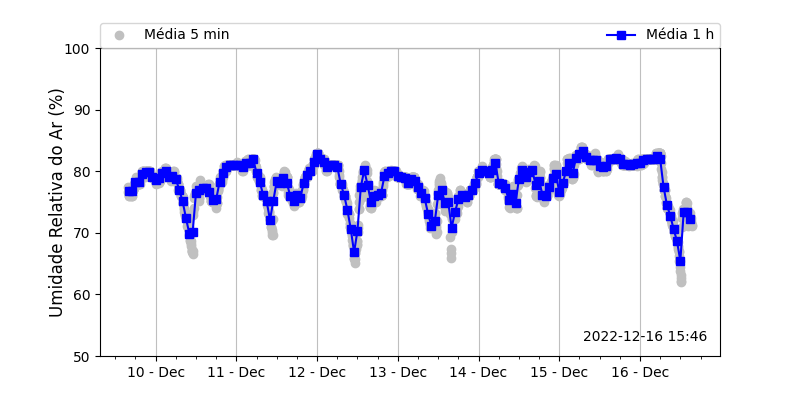 Média 5 min
Média 1 h
Umidade Relativa do Ar (%)
100
90
80
70
60
50
2022-12-16 15:46
10 - Dec
11 - Dec
12 - Dec
13 - Dec
14 - Dec
15 - Dec
16 - Dec